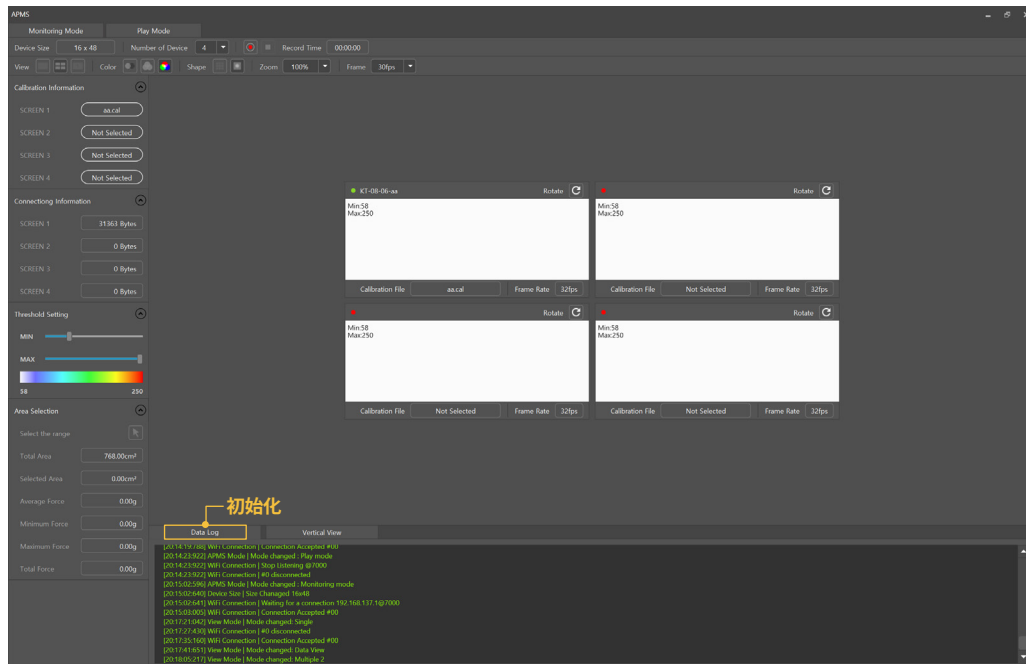 APMS
Monitoring Mode Play Mode
Device Size 16 x 48 Number of Device 4 Record Time 00:00:00
View Color Shape Zoom 100% Frame 30fps
Calibration Information
SCREEN 1 aa.cal
SCREEN 2 Not Selected
SCREEN 3 Not Selected
SCREEN 4 Not Selected
Connectiong Information
SCREEN 1 31363 Bytes
SCREEN 2 0 Bytes
SCREEN 3 0 Bytes
SCREEN 4 0 Bytes
Threshold Setting
MIN
MAX
58 250
Area Selection
Select the range
Total Area 768.00cm²
Selected Area 0.00cm²
Average Force 0.00g
Minimum Force 0.00g
Maximum Force 0.00g
Total Force 0.00g
KT-08-06-aa Rotate
Min:58
Max:250
Calibration File aa.cal Frame Rate 32fps
Rotate
Min:58
Max:250
Calibration File Not Selected Frame Rate 32fps
Rotate
Min:58
Max:250
Calibration File Not Selected Frame Rate 32fps
Rotate
Min:58
Max:250
Calibration File Not Selected Frame Rate 32fps
初始化
Data Log Vertical View
[20:14:19:788] WiFi Connection | Connection Accepted #00
[20:14:23:922] APMS Mode | Mode changed : Play mode
[20:14:23:922] WiFi Connection | Stop Listening @7000
[20:14:23:922] WiFi Connection | #0 disconnected
[20:15:02:596] APMS Mode | Mode changed : Monitoring mode
[20:15:02:640] Device Size | Size Chanaged 16x48
[20:15:02:641] WiFi Connection | Waiting for a connection 192.168.137.1@7000
[20:15:03:005] WiFi Connection | Connection Accepted #00
[20:17:21:042] View Mode | Mode changed: Single
[20:17:27:430] WiFi Connection | #0 disconnected
[20:17:35:160] WiFi Connection | Connection Accepted #00
[20:17:41:651] View Mode | Mode changed: Data View
[20:18:05:217] View Mode | Mode changed: Multiple 2